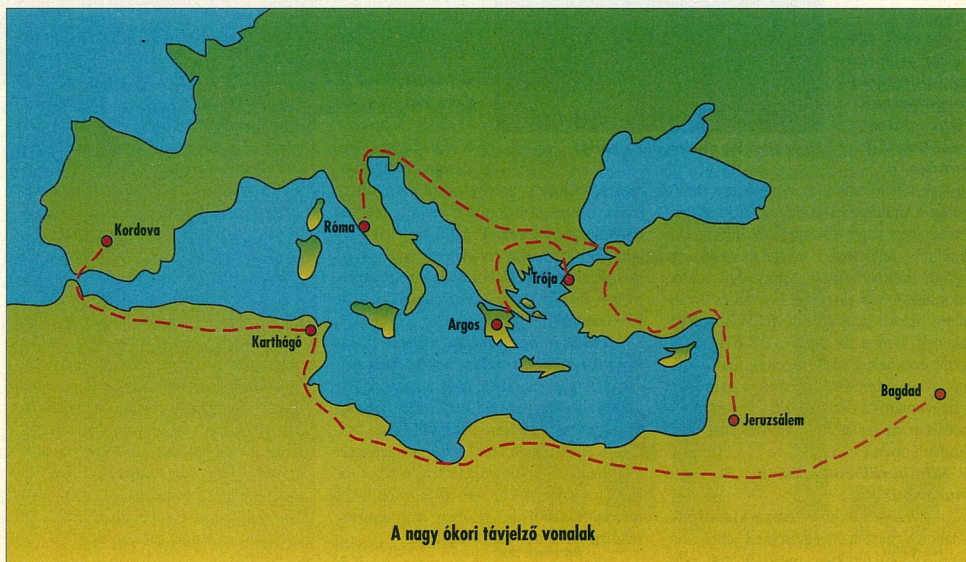 Kordova
Róma
Trója
Argos
Karthágó
Bagdad
Jeruzsálem
A nagy ókori távjelző vonalak